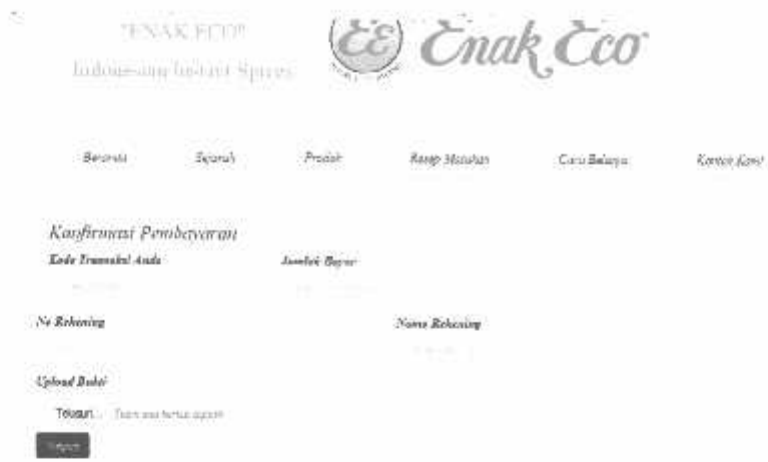 "ENAK ECO"
Indonesian Instant Spices
EE Enak Eco
Beranda Sejarah Produk Resep Masakan Cara Belanja Kontak Kami
Konfirmasi Pembayaran
Kode Transaksi Anda Jumlah Bayar
No Rekening Nama Rekening
Upload Bukti
Telusuri...